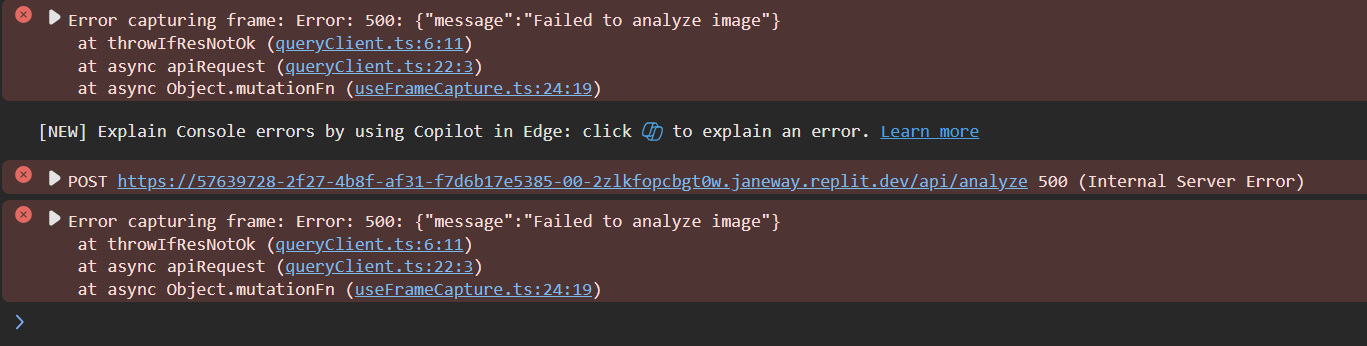 Error capturing frame: Error: 500: {"message":"Failed to analyze image"}
at throwIfResNotOk (queryClient.ts:6:11)
at async apiRequest (queryClient.ts:22:3)
at async Object.mutationFn (useFrameCapture.ts:24:19)
[NEW] Explain Console errors by using Copilot in Edge: click to explain an error. Learn more
POST https://57639728-2f27-4b8f-af31-f7d6b17e5385-00-2zlkfopcbgt0w.janeway.replit.dev/api/analyze 500 (Internal Server Error)
Error capturing frame: Error: 500: {"message":"Failed to analyze image"}
at throwIfResNotOk (queryClient.ts:6:11)
at async apiRequest (queryClient.ts:22:3)
at async Object.mutationFn (useFrameCapture.ts:24:19)